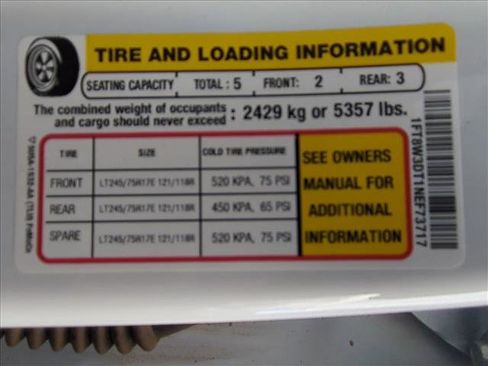 TIRE AND LOADING INFORMATION
SEATING CAPACITY TOTAL : 5 FRONT: 2 REAR: 3
The combined weight of occupants and cargo should never exceed : 2429 kg or 5357 lbs.
TIRE SIZE COLD TIRE PRESSURE
FRONT LT245/75R17E 121/118R 520 KPA, 75 PSI
REAR LT245/75R17E 121/118R 450 KPA, 65 PSI
SPARE LT245/75R17E 121/118R 520 KPA, 75 PSI
SEE OWNERS
MANUAL FOR
ADDITIONAL
INFORMATION
1FT8W3DT1NEF73717